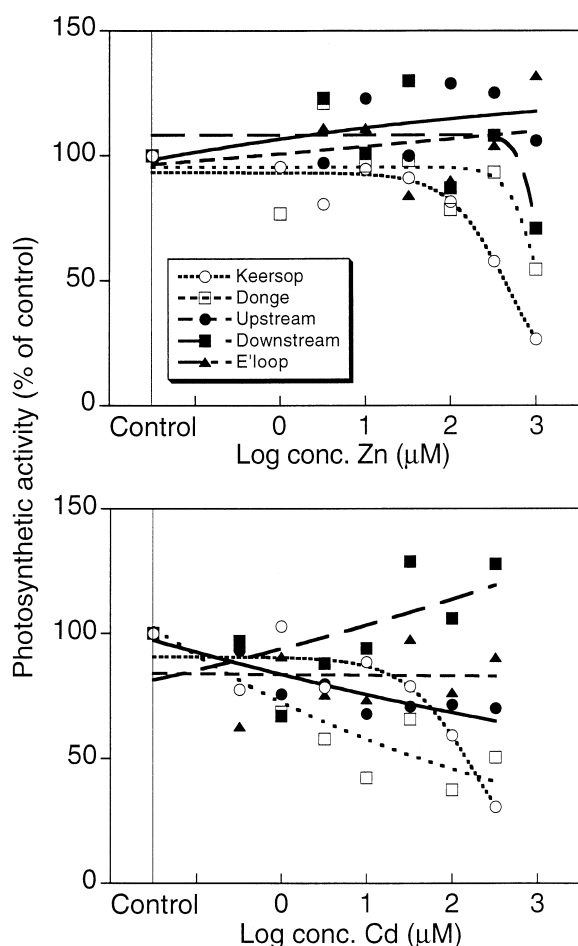 150
100
50
0
Photosynthetic activity (% of control)
Keersop
Donge
Upstream
Downstream
E'loop
Control 0 1 2 3
Log conc. Zn (μM)
150
100
50
0
Control 0 1 2 3
Log conc. Cd (μM)